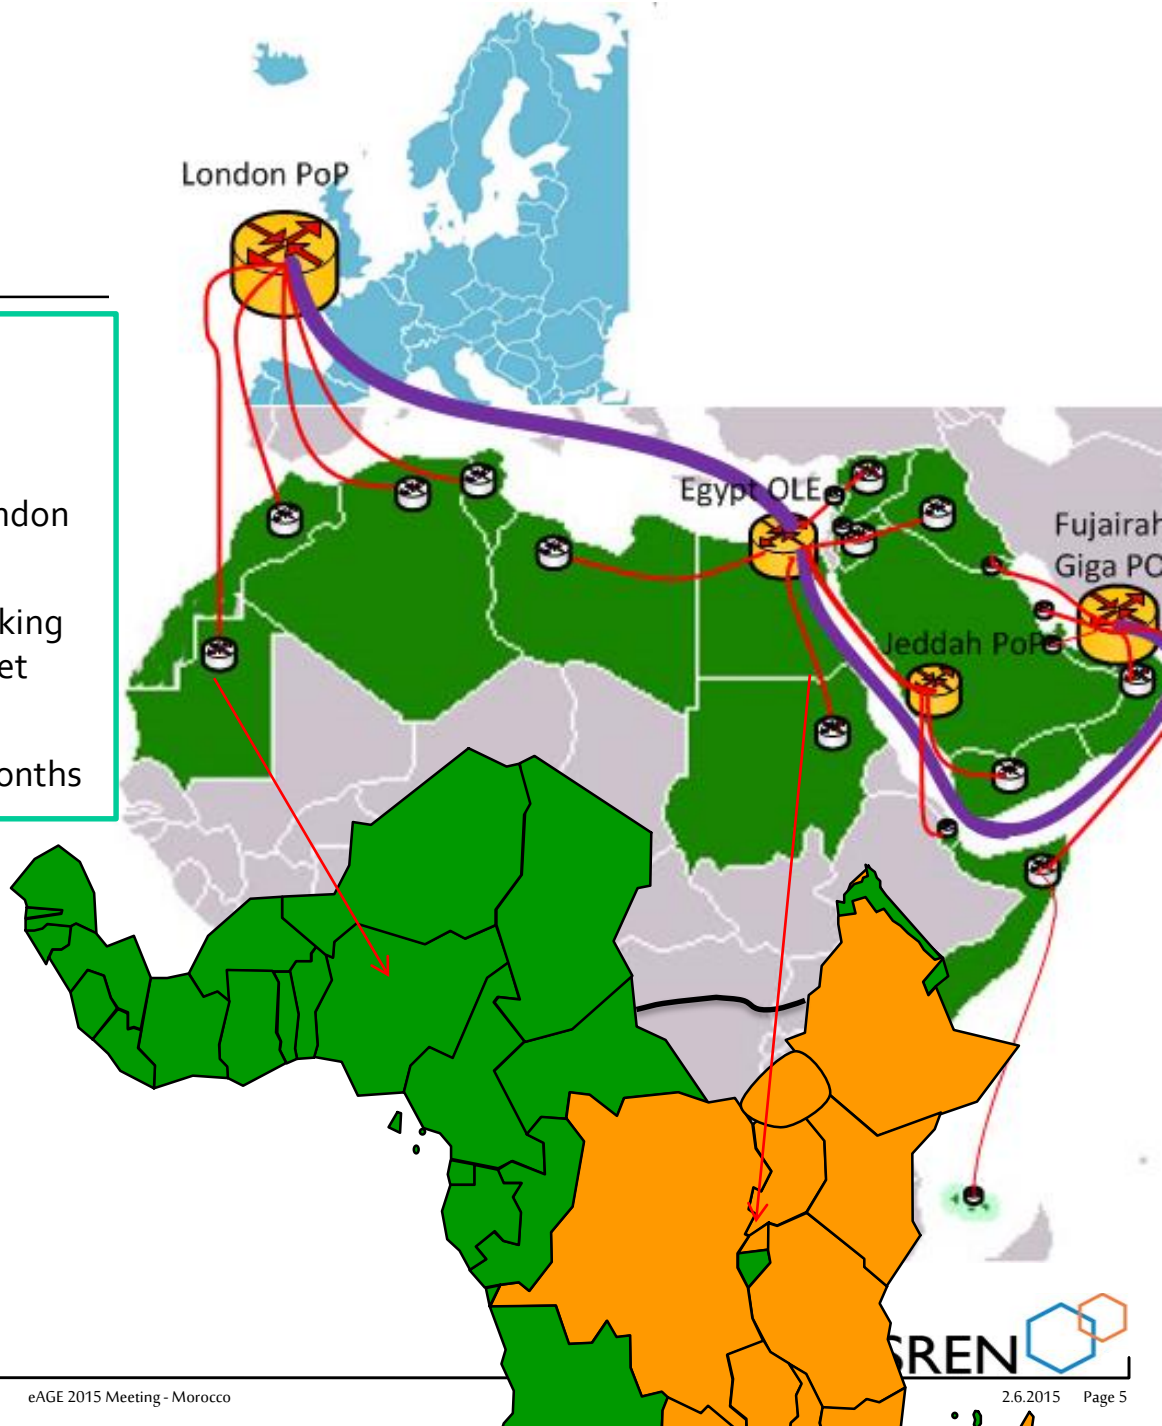 London PoP
Egypt OLE
Fujairah
Giga PO
Jeddah PoP
ndon
king
et
onths
SREN
eAGE 2015 Meeting - Morocco
2.6.2015 Page 5